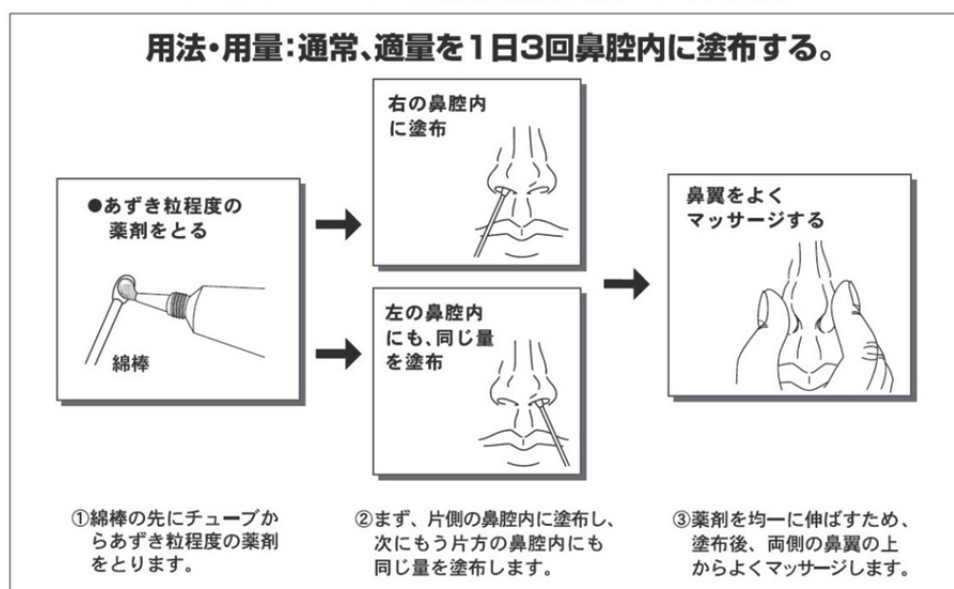 用法・用量:通常、適量を1日3回鼻腔内に塗布する。
●あずき粒程度の
薬剤をとる
綿棒
右の鼻腔内
に塗布
左の鼻腔内
にも、同じ量
を塗布
鼻翼をよく
マッサージする
①綿棒の先にチューブか
らあずき粒程度の薬剤
をとります。
②まず、片側の鼻腔内に塗布し、
次にもう片方の鼻腔内にも
同じ量を塗布します。
③薬剤を均一に伸ばすため、
塗布後、両側の鼻翼の上
からよくマッサージします。